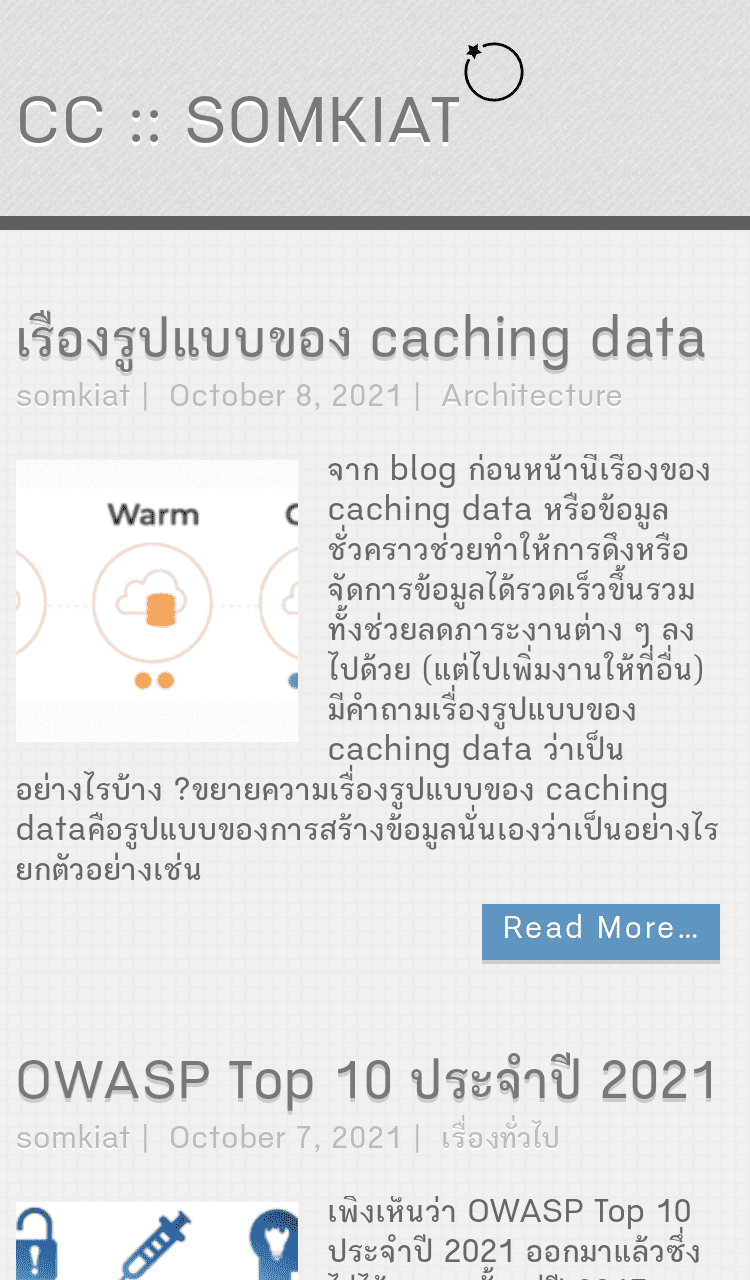 CC :: SOMKIAT
เรื่องรูปแบบของ caching data
somkiat | October 8, 2021 | Architecture
Warm
จาก blog ก่อนหน้านี้เรื่องของ
caching data หรือข้อมูล
ชั่วคราวช่วยทำให้การดึงหรือ
จัดการข้อมูลได้รวดเร็วขึ้นรวม
ทั้งช่วยลดภาระงานต่าง ๆ ลง
ไปด้วย (แต่ไปเพิ่มงานให้ที่อื่น)
มีคำถามเรื่องรูปแบบของ
caching data ว่าเป็น
อย่างไรบ้าง ?ขยายความเรื่องรูปแบบของ caching
dataคือรูปแบบของการสร้างข้อมูลนั่นเองว่าเป็นอย่างไร
ยกตัวอย่างเช่น
Read More...
OWASP Top 10 ประจำปี 2021
somkiat | October 7, 2021 | เรื่องทั่วไป
เพิ่งเห็นว่า OWASP Top 10
ประจำปี 2021 ออกมาแล้วซึ่ง